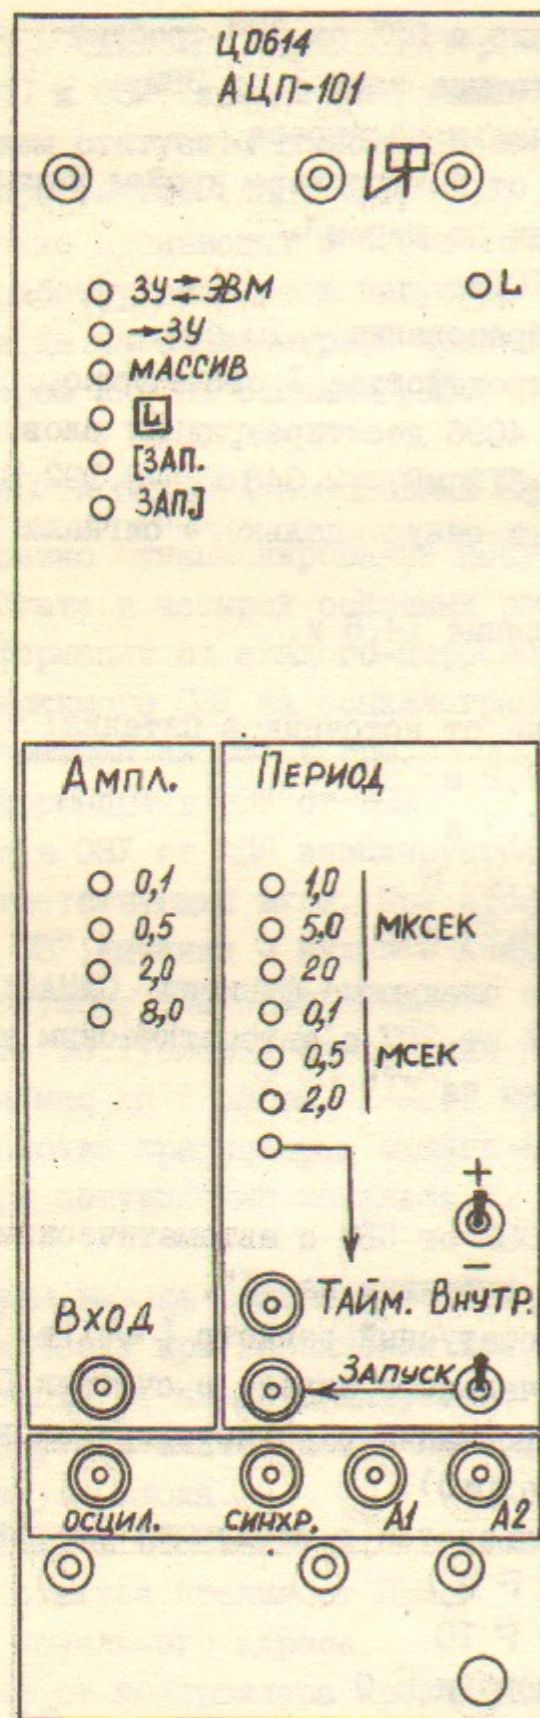 Ц0614
АЦП-101
ЗУ⇄ЭВМ
L
→ЗУ
МАССИВ
L
[ЗАП.
ЗАП.]
АМПЛ.
0,1
0,5
2,0
8,0
ПЕРИОД
1,0
5,0
20
МКСЕК
0,1
0,5
2,0
МСЕК
+
−
ВХОД
ТАЙМ. ВНУТР.
ЗАПУСК
ОСЦИЛ.
СИНХР.
А1
А2